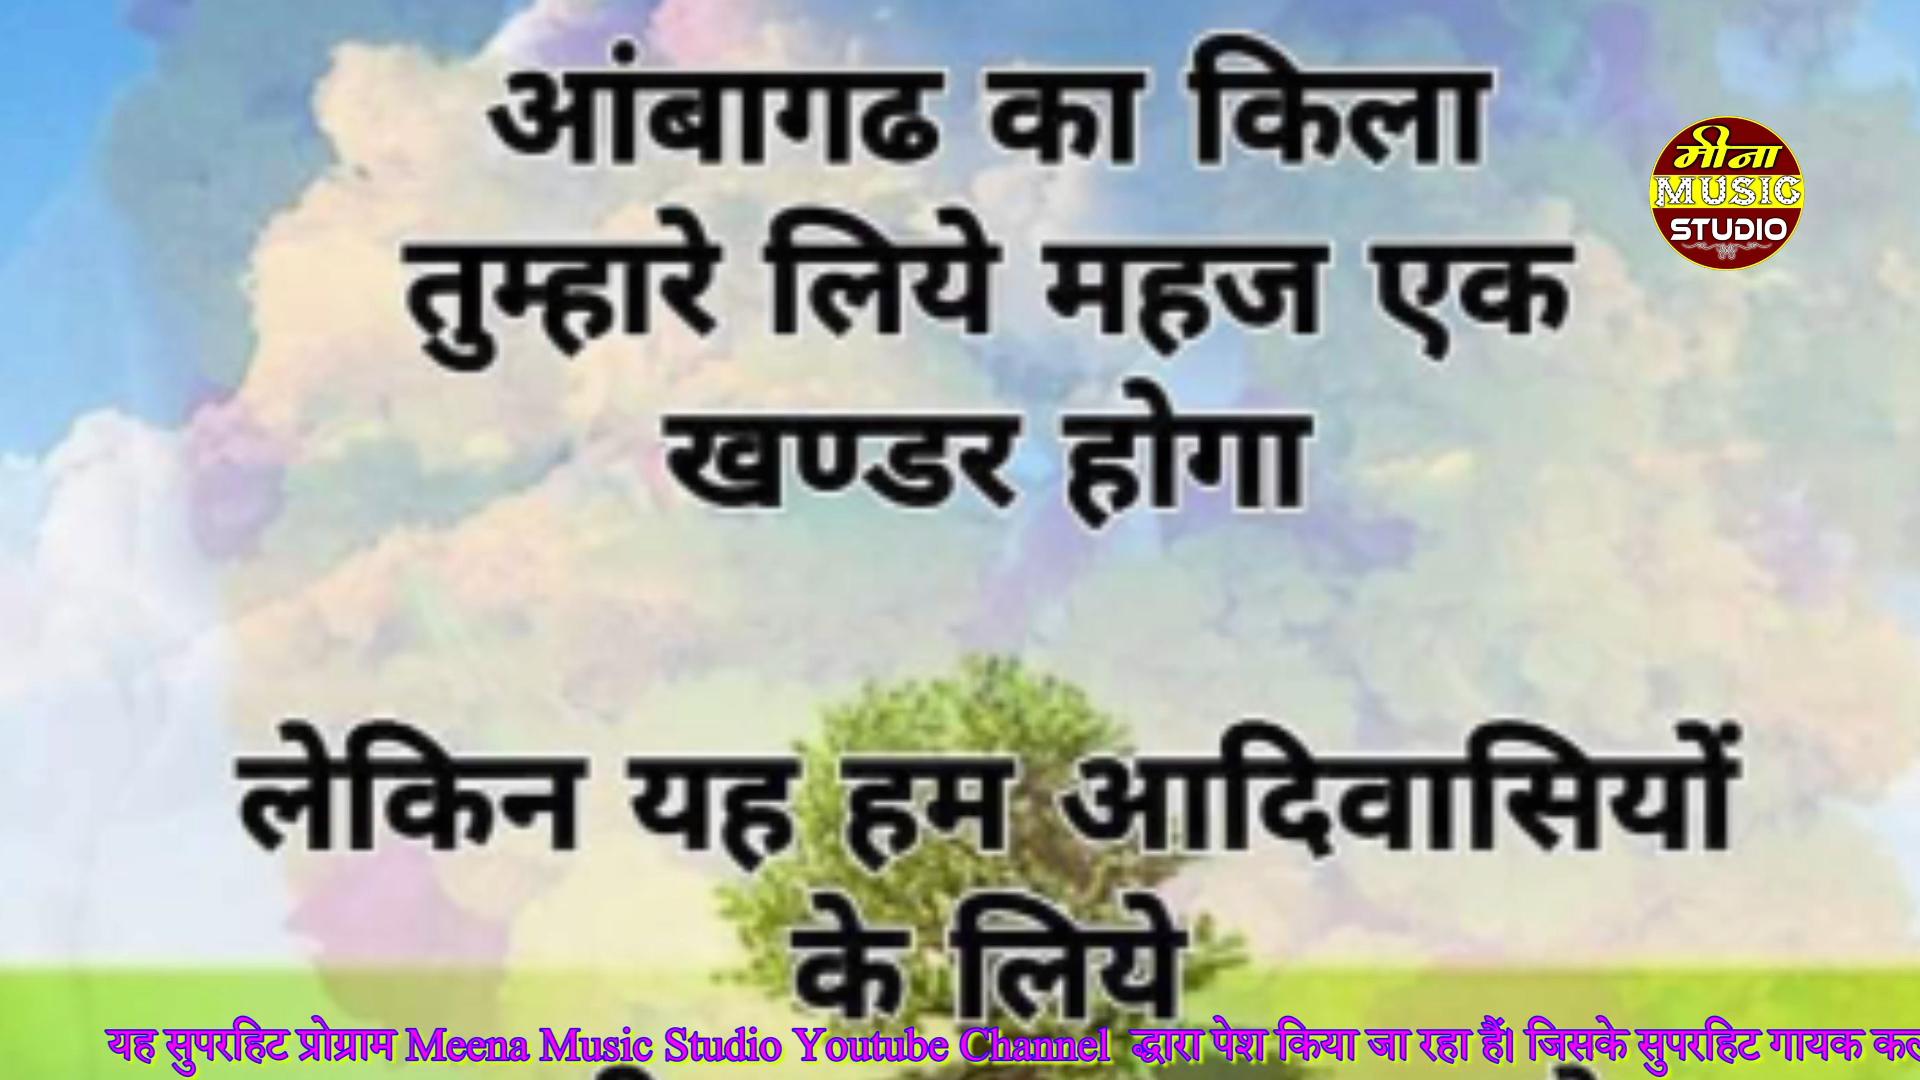 आंबागढ का किला
मीना
MUSIC
STUDIO
तुम्हारे लिये महज एक
खण्डर होगा
लेकिन यह हम आदिवासियों
के लिये
यह सुपरहिट प्रोग्राम Meena Music Studio Youtube Channel द्धारा पेश किया जा रहा हैं। जिसके सुपरहिट गायक